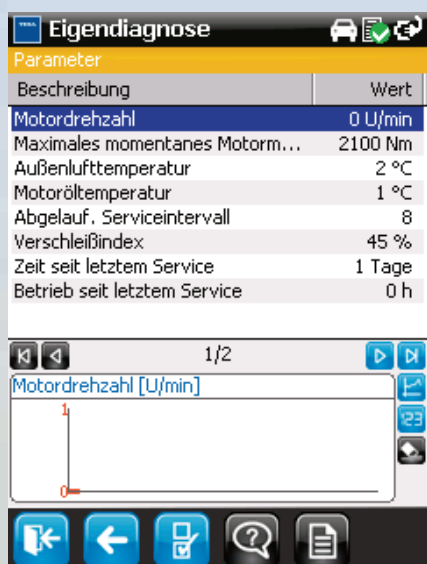 TEXA Eigendiagnose
Parameter
Beschreibung Wert
Motordrehzahl 0 U/min
Maximales momentanes Motorm... 2100 Nm
Außenlufttemperatur 2 °C
Motoröltemperatur 1 °C
Abgelauf. Serviceintervall 8
Verschleißindex 45 %
Zeit seit letztem Service 1 Tage
Betrieb seit letztem Service 0 h
1/2
Motordrehzahl [U/min]
1
123
0